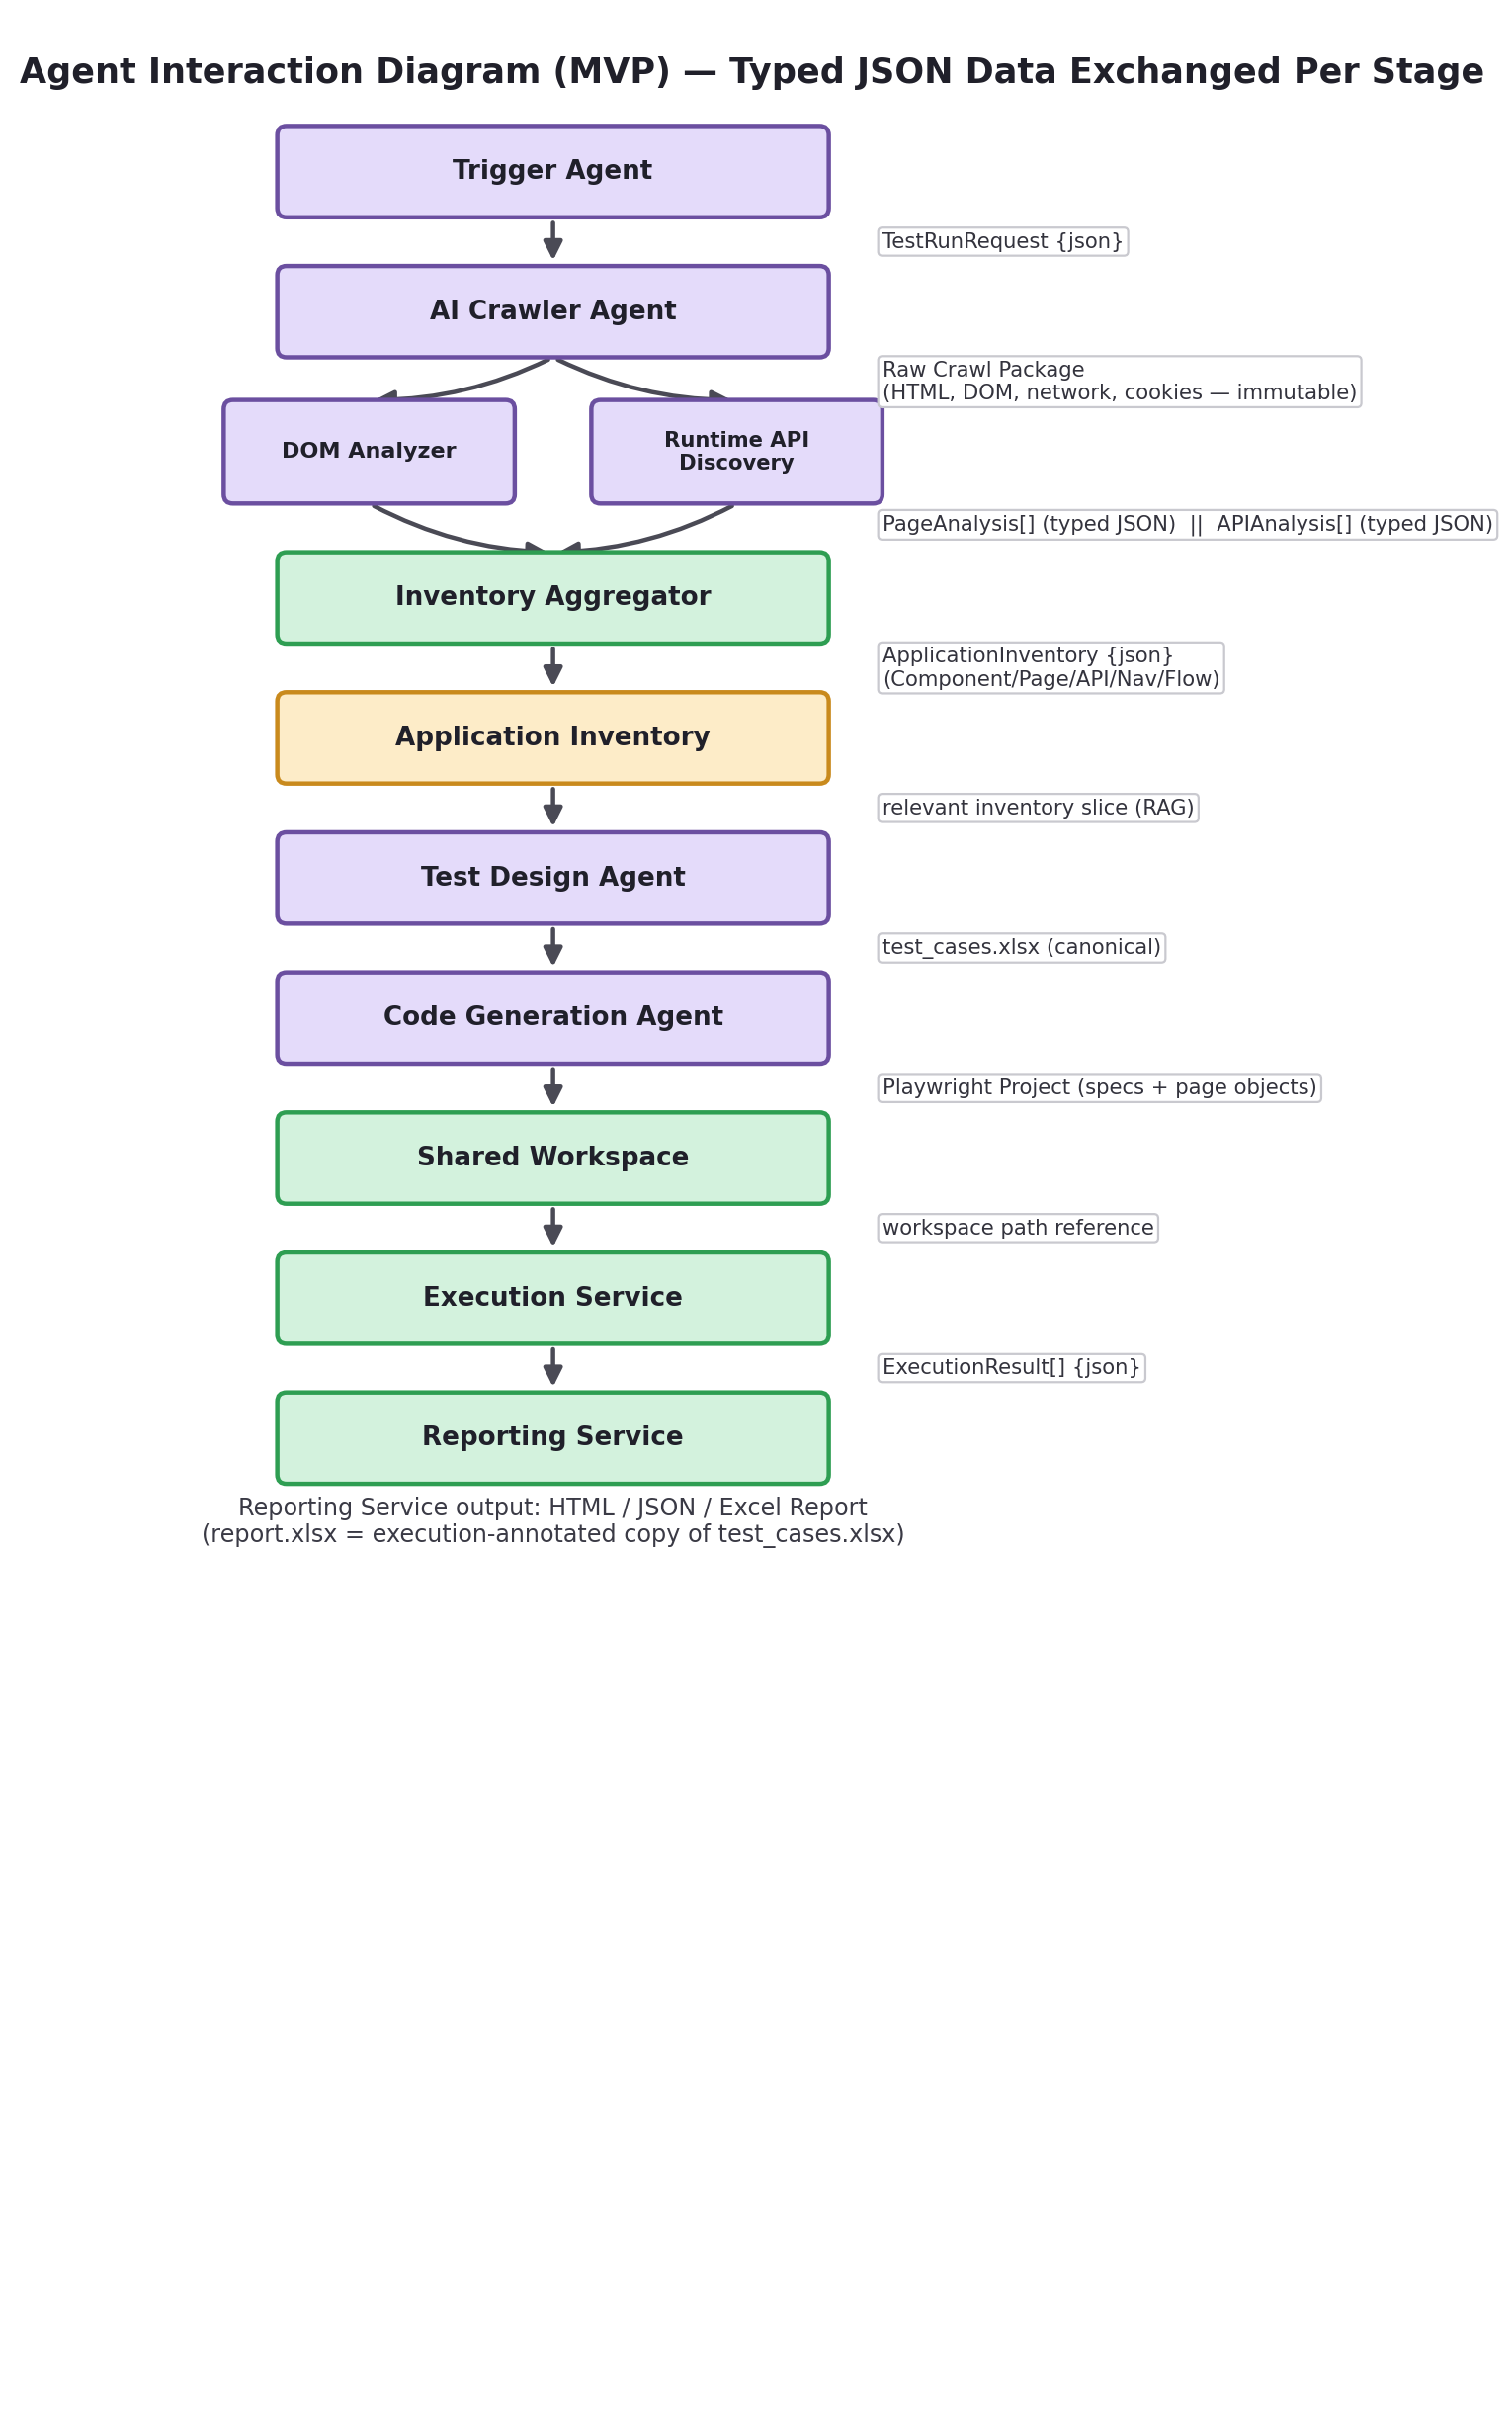 Agent Interaction Diagram (MVP) — Typed JSON Data Exchanged Per Stage
Trigger Agent
TestRunRequest {json}
AI Crawler Agent
Raw Crawl Package
(HTML, DOM, network, cookies — immutable)
DOM Analyzer
Runtime API
Discovery
PageAnalysis[] (typed JSON)  ||  APIAnalysis[] (typed JSON)
Inventory Aggregator
ApplicationInventory {json}
(Component/Page/API/Nav/Flow)
Application Inventory
relevant inventory slice (RAG)
Test Design Agent
test_cases.xlsx (canonical)
Code Generation Agent
Playwright Project (specs + page objects)
Shared Workspace
workspace path reference
Execution Service
ExecutionResult[] {json}
Reporting Service
Reporting Service output: HTML / JSON / Excel Report
(report.xlsx = execution-annotated copy of test_cases.xlsx)